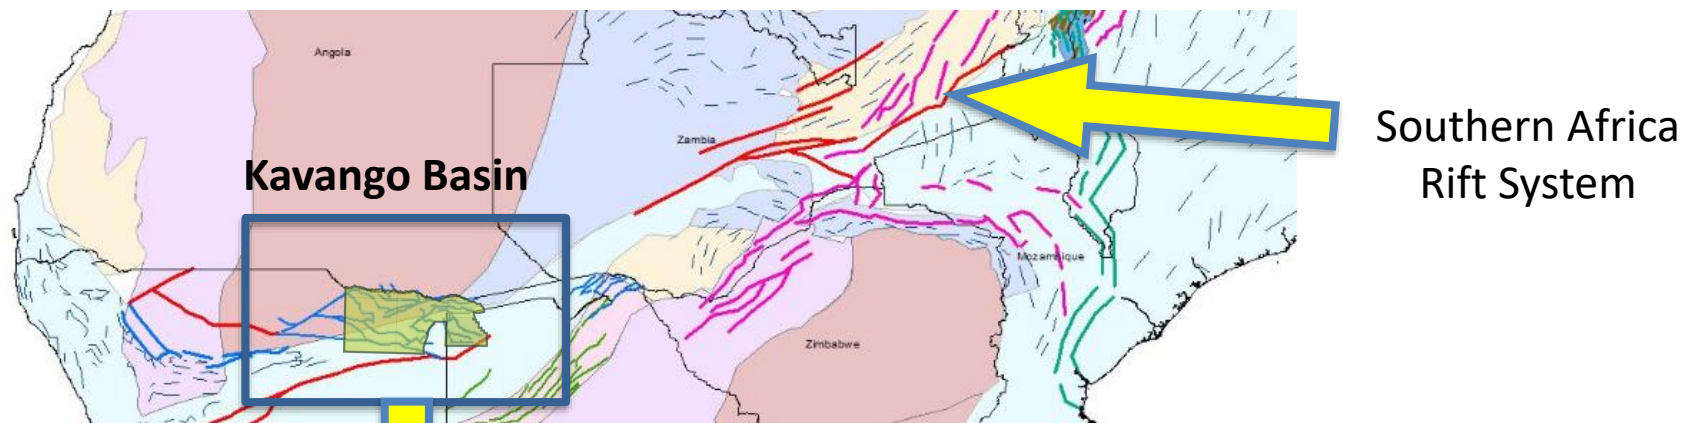 Angola
Zambia
Kavango Basin
Southern Africa
Rift System
Mozambique
Zimbabwe